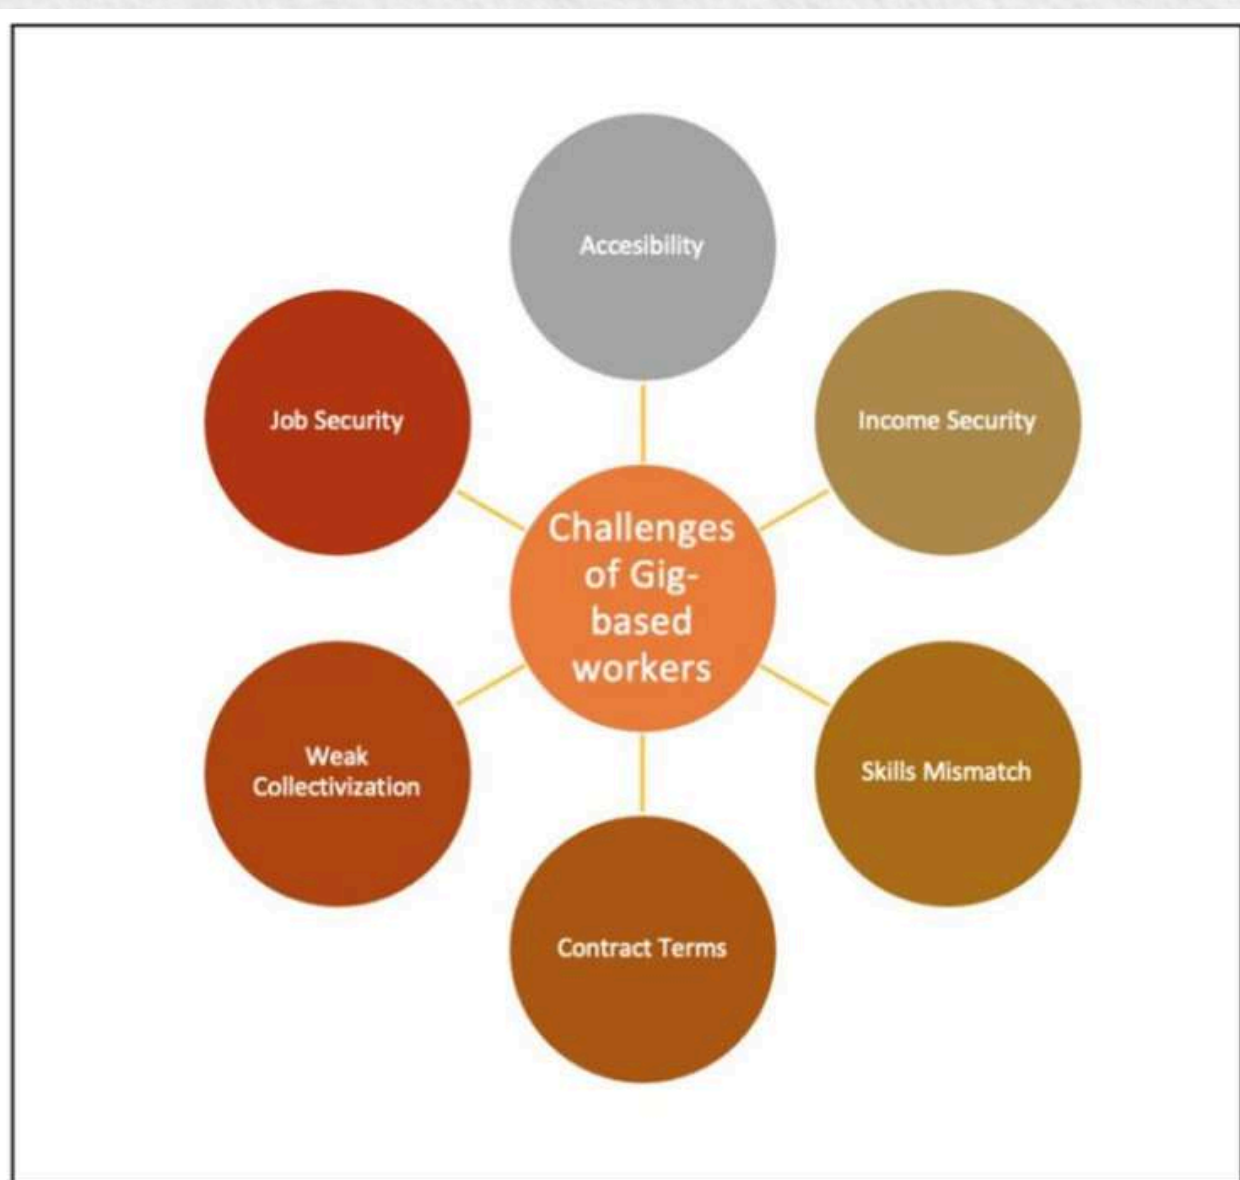 Accesibility
Job Security
Income Security
Challenges
of Gig-
based
workers
Weak
Collectivization
Skills Mismatch
Contract Terms